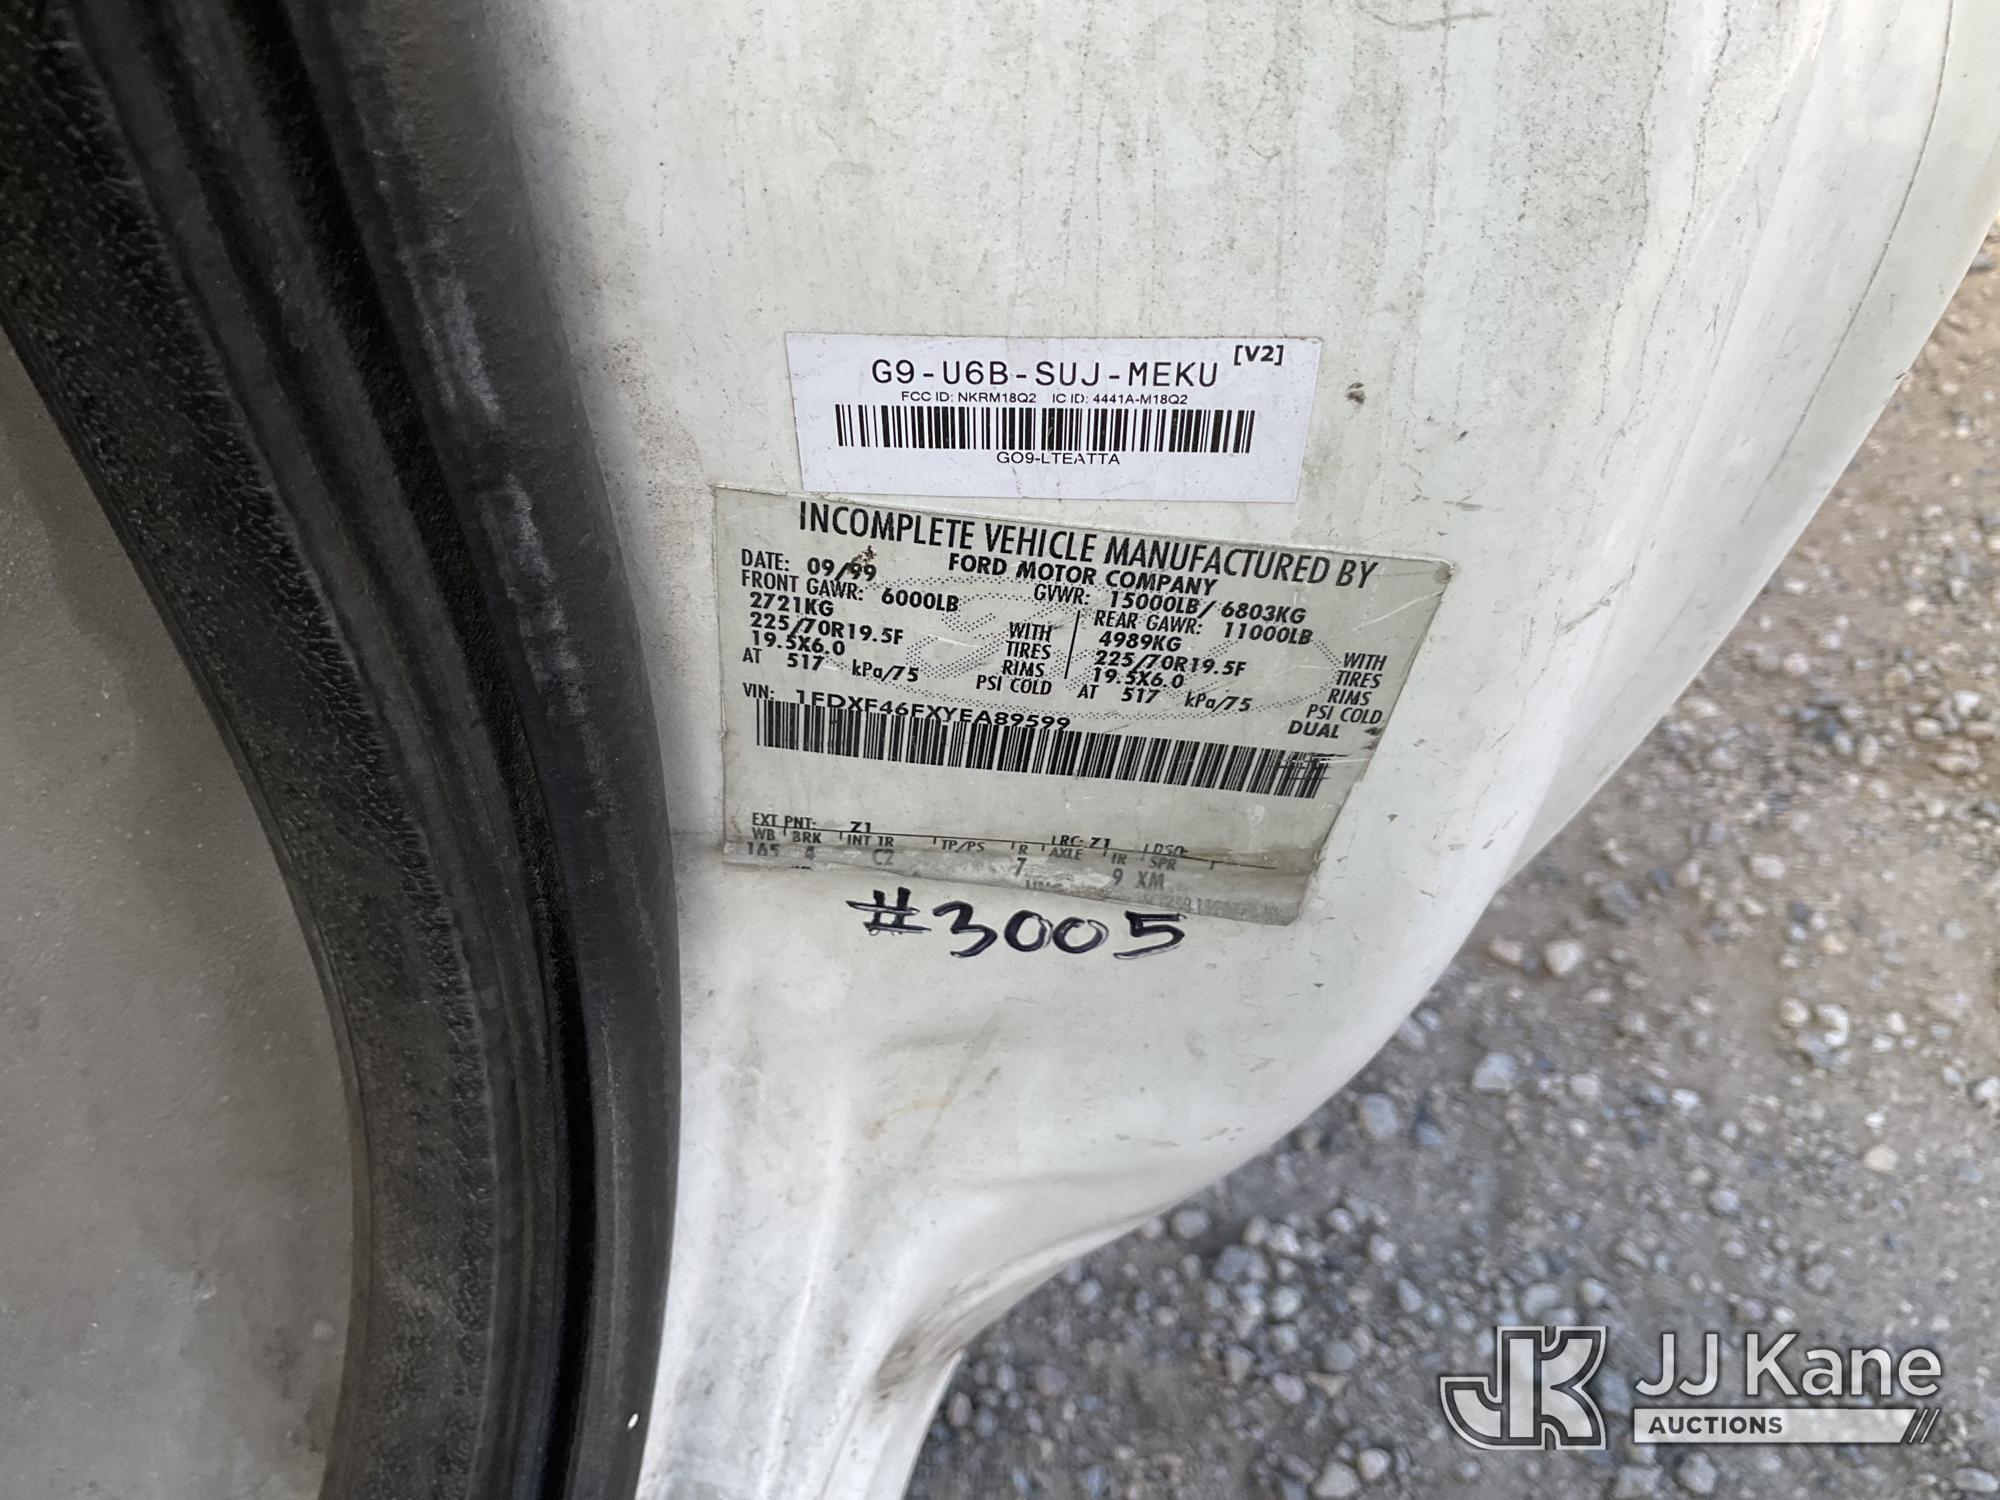 G9-U6B-SUJ-MEKU [V2]
FCC ID: NKRM18Q2 IC ID: 4441A-M18Q2
GO9-LTEATTA
INCOMPLETE VEHICLE MANUFACTURED BY
FORD MOTOR COMPANY
DATE: 09/99 GVWR: 15000LB/ 6803KG
FRONT GAWR: 6000LB REAR GAWR: 11000LB
2721KG WITH 4989KG WITH
225/70R19.5F TIRES 225/70R19.5F TIRES
19.5X6.0 RIMS 19.5X6.0 RIMS
AT 517 kPa/75 PSI COLD AT 517 kPa/75 PSI COLD
DUAL
VIN: 1FDXF46FXYEA89599
EXT PNT: Z1 RC: Z1 DSO:
WB BRK INT TR TP/PS R AXLE TR SPR
165 4 C2 7 9 XM
#3005
JK JJ Kane
AUCTIONS